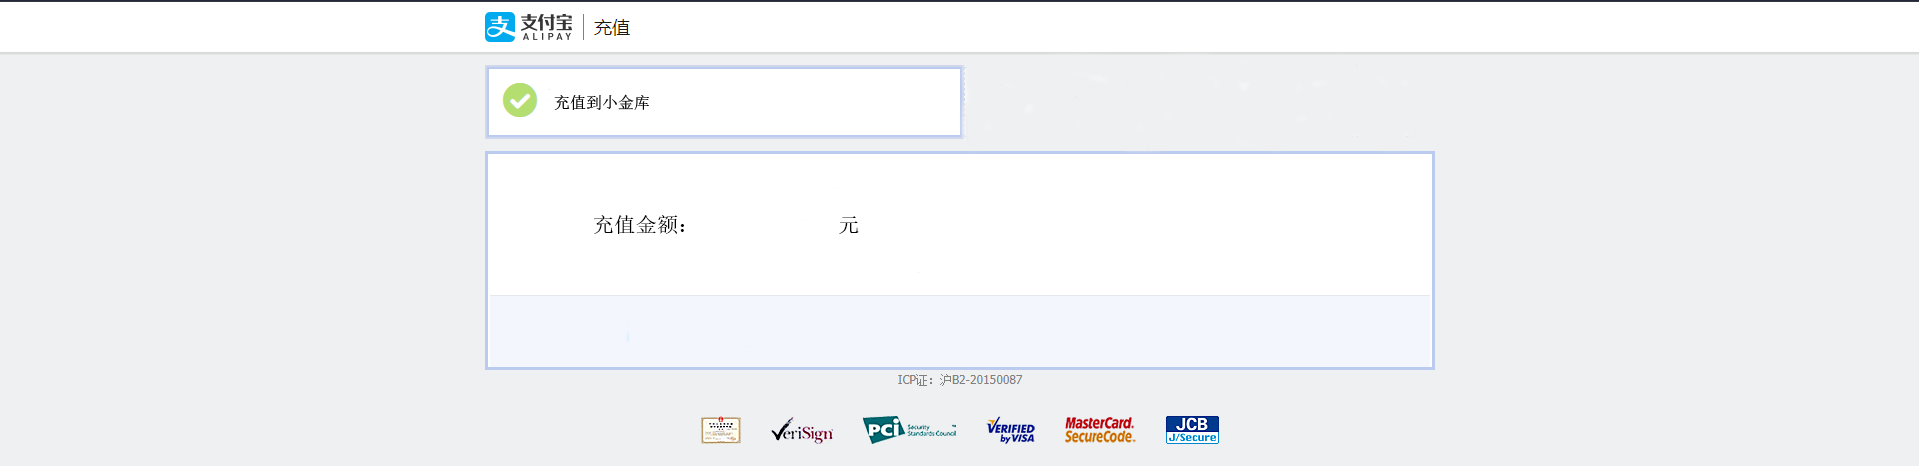 支付宝
ALIPAY
充值
充值到小金库
充值金额： 元
ICP证：沪B2-20150087
VeriSign
PCI Security Standards Council
VERIFIED by VISA
MasterCard. SecureCode.
JCB
J/Secure